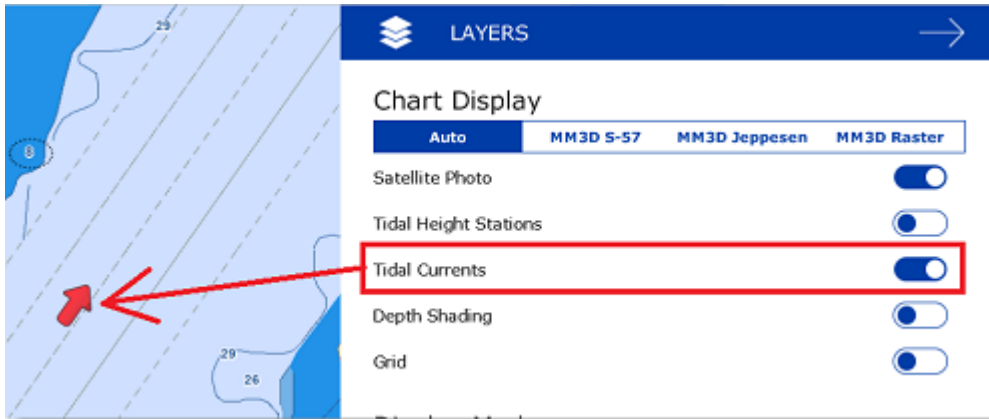 29
8
29
26
LAYERS
Chart Display
Auto MM3D S-57 MM3D Jeppesen MM3D Raster
Satellite Photo
Tidal Height Stations
Tidal Currents
Depth Shading
Grid